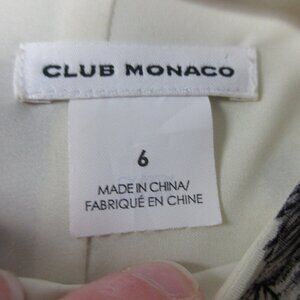 CLUB MONACO
6
MADE IN CHINA/
FABRIQUÉ EN CHINE